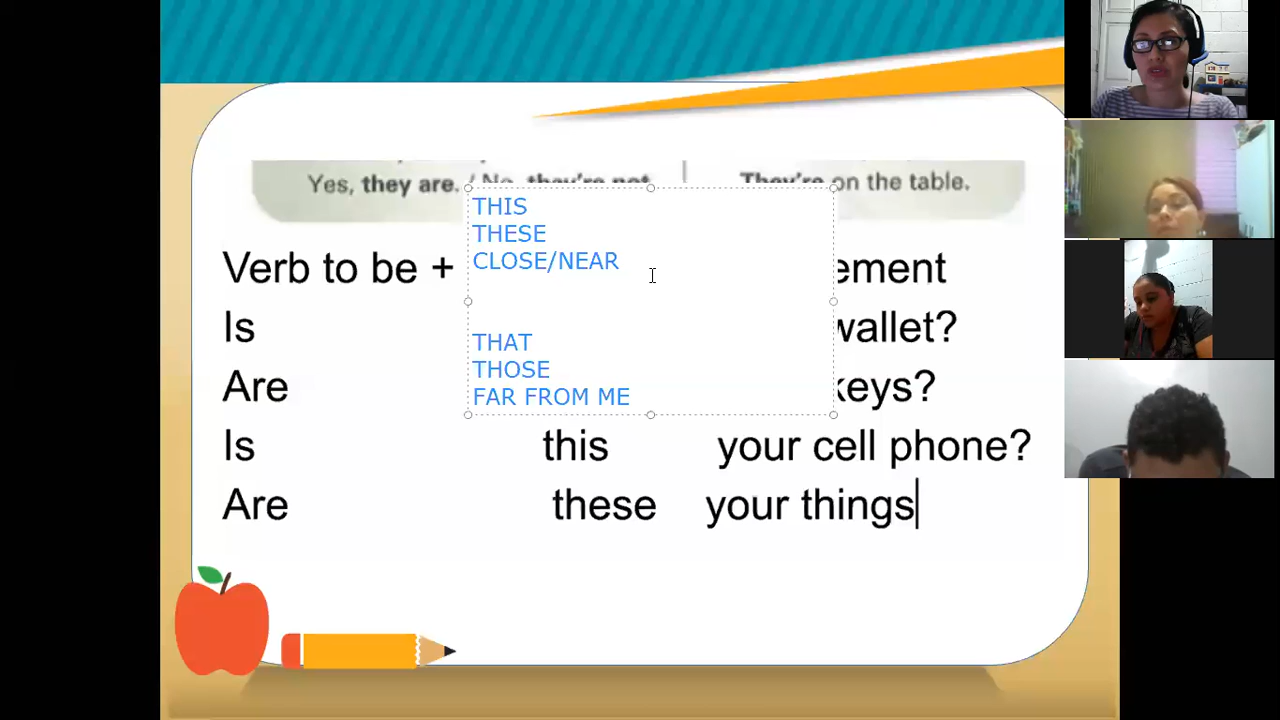 Yes, they are. / No, they're not. They're on the table.
THIS
THESE
CLOSE/NEAR
THAT
THOSE
FAR FROM ME
Verb to be + ement
Is wallet?
Are keys?
Is this your cell phone?
Are these your things